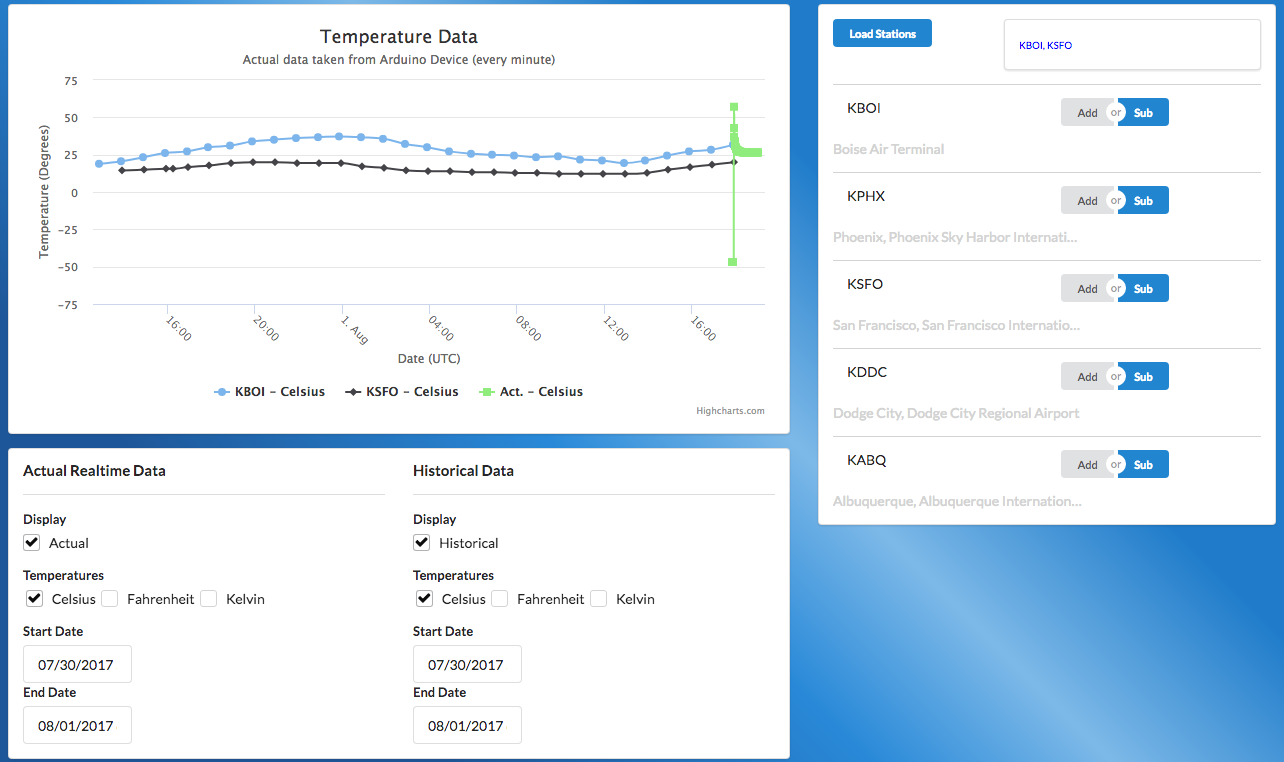 Temperature Data
Actual data taken from Arduino Device (every minute)
Temperature (Degrees)
75
50
25
0
−25
−50
−75
16:00
20:00
1. Aug
04:00
08:00
12:00
16:00
Date (UTC)
KBOI − Celsius KSFO − Celsius Act. − Celsius
Highcharts.com
Actual Realtime Data
Display
Actual
Temperatures
Celsius Fahrenheit Kelvin
Start Date
07/30/2017
End Date
08/01/2017
Historical Data
Display
Historical
Temperatures
Celsius Fahrenheit Kelvin
Start Date
07/30/2017
End Date
08/01/2017
Load Stations
KBOI, KSFO
KBOI Add or Sub
Boise Air Terminal
KPHX Add or Sub
Phoenix, Phoenix Sky Harbor Internati...
KSFO Add or Sub
San Francisco, San Francisco Internatio...
KDDC Add or Sub
Dodge City, Dodge City Regional Airport
KABQ Add or Sub
Albuquerque, Albuquerque Internation...